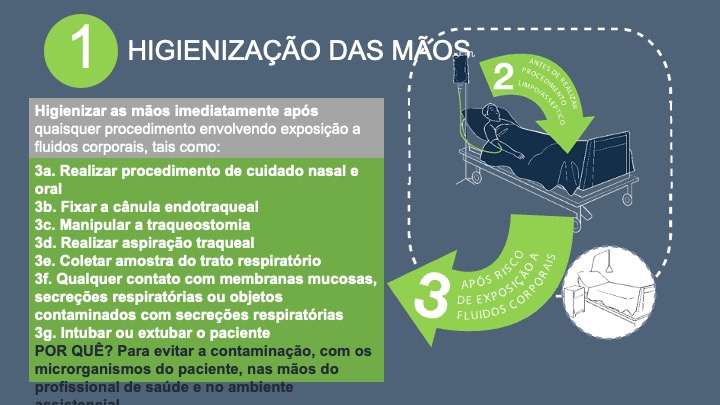 1
HIGIENIZAÇÃO DAS MÃOS
Higienizar as mãos imediatamente após
quaisquer procedimento envolvendo exposição a
fluidos corporais, tais como:
3a. Realizar procedimento de cuidado nasal e
oral
3b. Fixar a cânula endotraqueal
3c. Manipular a traqueostomia
3d. Realizar aspiração traqueal
3e. Coletar amostra do trato respiratório
3f. Qualquer contato com membranas mucosas,
secreções respiratórias ou objetos
contaminados com secreções respiratórias
3g. Intubar ou extubar o paciente
POR QUÊ? Para evitar a contaminação, com os
microrganismos do paciente, nas mãos do
profissional de saúde e no ambiente
assistencial
2
ANTES DE REALIZAR
PROCEDIMENTO
LIMPO/ASSÉPTICO
3
APÓS RISCO
DE EXPOSIÇÃO A
FLUIDOS CORPORAIS